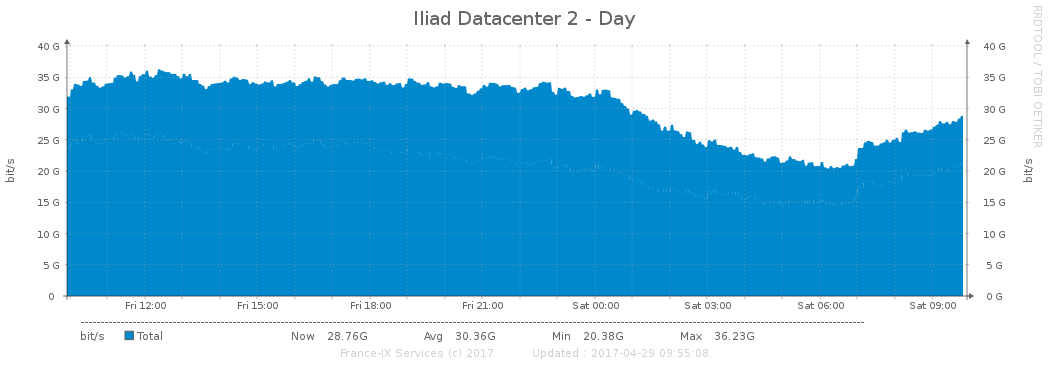 Iliad Datacenter 2 - Day
RRDTOOL / TOBI OETIKER
40 G 40 G
35 G 35 G
30 G 30 G
25 G 25 G
20 G 20 G
15 G 15 G
10 G 10 G
5 G 5 G
0 0 G
bit/s
bit/s
Fri 12:00 Fri 15:00 Fri 18:00 Fri 21:00 Sat 00:00 Sat 03:00 Sat 06:00 Sat 09:00
bit/s Total Now 28.76G Avg 30.36G Min 20.38G Max 36.23G
France-IX Services (c) 2017 Updated : 2017-04-29 09:55:08